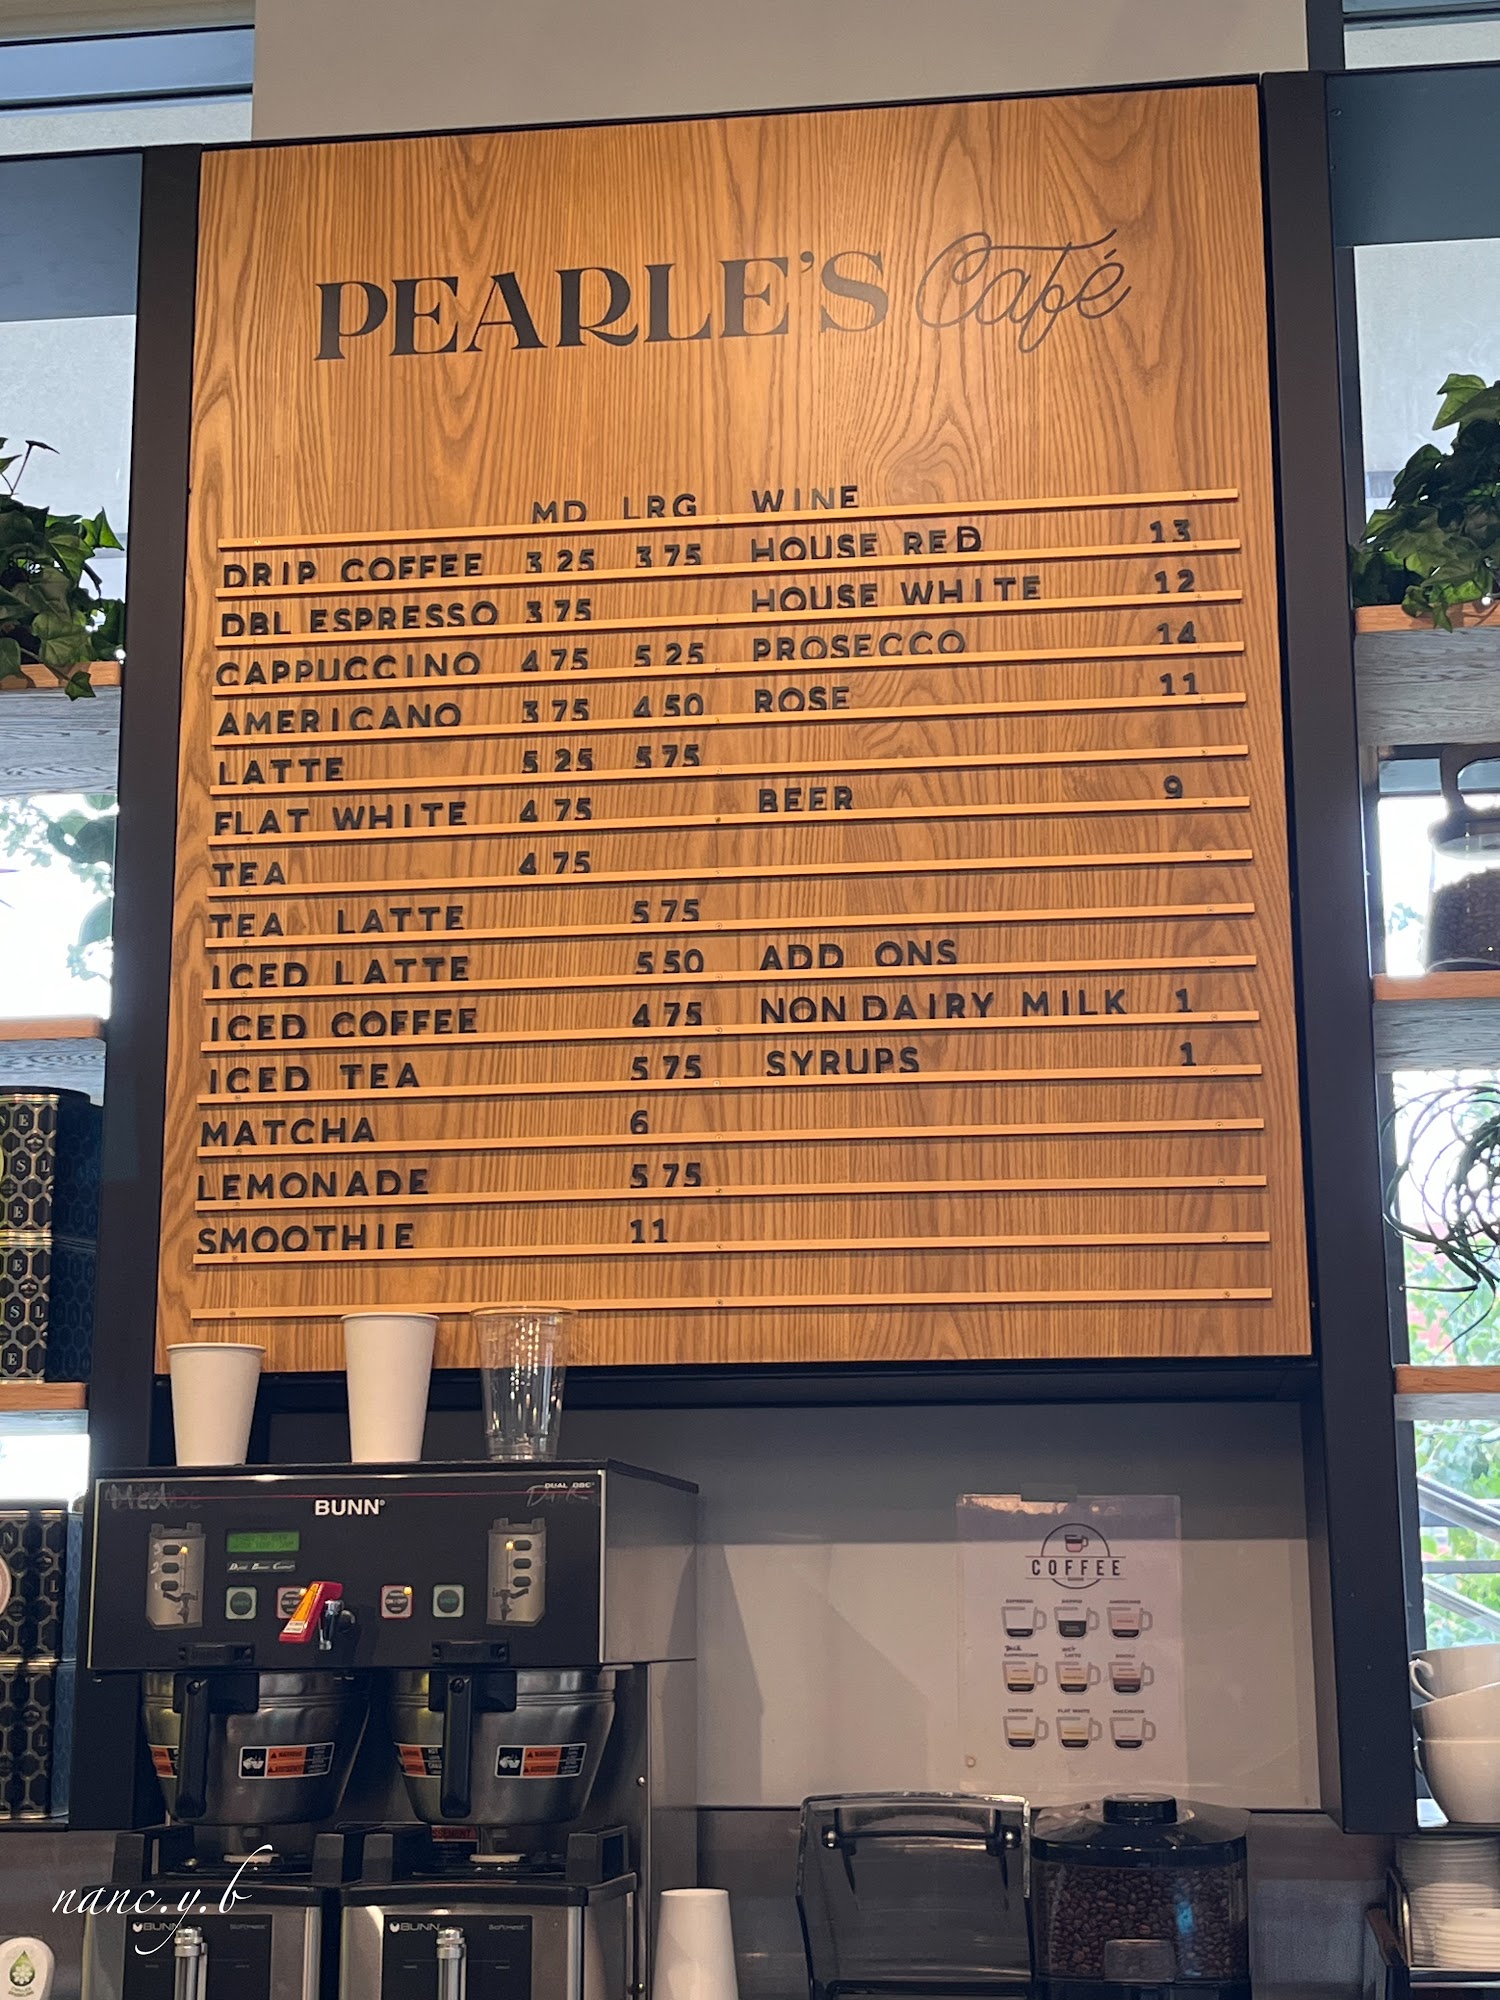 PEARLE'S Café
MD LRG
DRIP COFFEE 3 25 3 75
DBL ESPRESSO 3 75
CAPPUCCINO 4 75 5 25
AMERICANO 3 75 4 50
LATTE 5 25 5 75
FLAT WHITE 4 75
TEA 4 75
TEA LATTE 5 75
ICED LATTE 5 50
ICED COFFEE 4 75
ICED TEA 5 75
MATCHA 6
LEMONADE 5 75
SMOOTHIE 11
WINE
HOUSE RED 13
HOUSE WHITE 12
PROSECCO 14
ROSE 11
BEER 9
ADD ONS
NON DAIRY MILK 1
SYRUPS 1
BUNN
COFFEE
FLAT WHITE
BUNN
BUNN
nanc.y.b